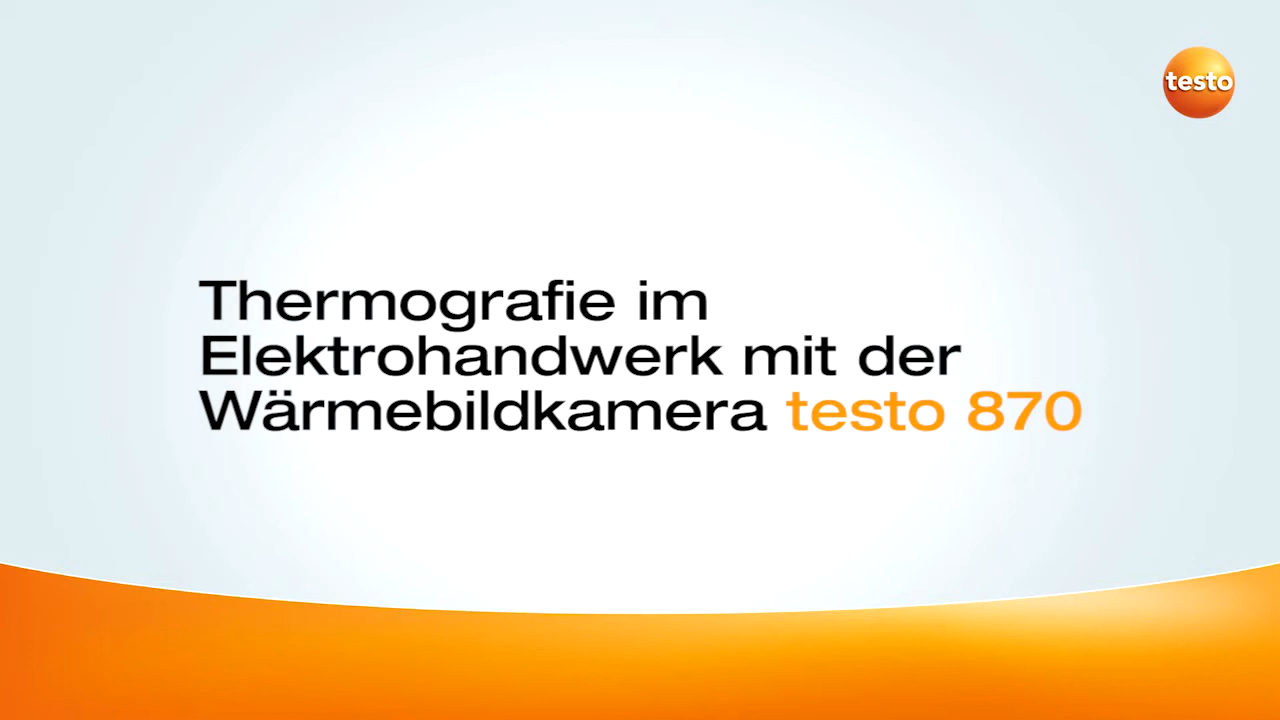 testo
Thermografie im
Elektrohandwerk mit der
Wärmebildkamera testo 870